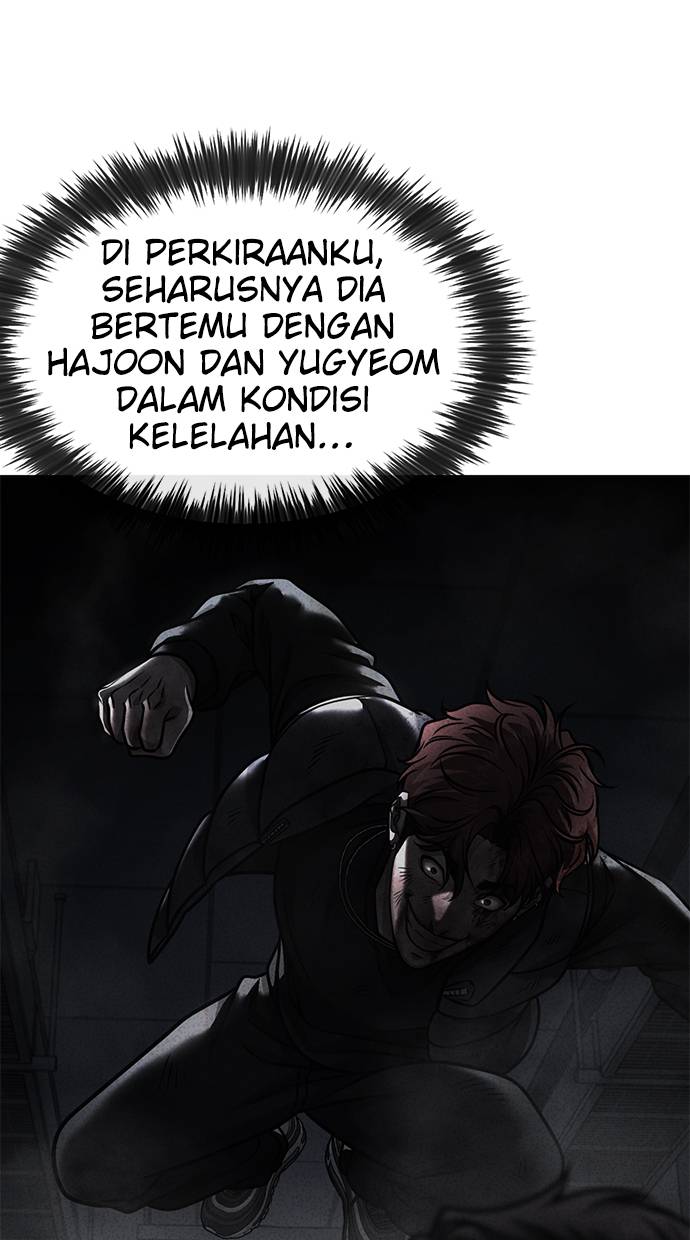 DI PERKIRAANKU,
SEHARUSNYA DIA
BERTEMU DENGAN
HAJOON DAN YUGYEOM
DALAM KONDISI
KELELAHAN...